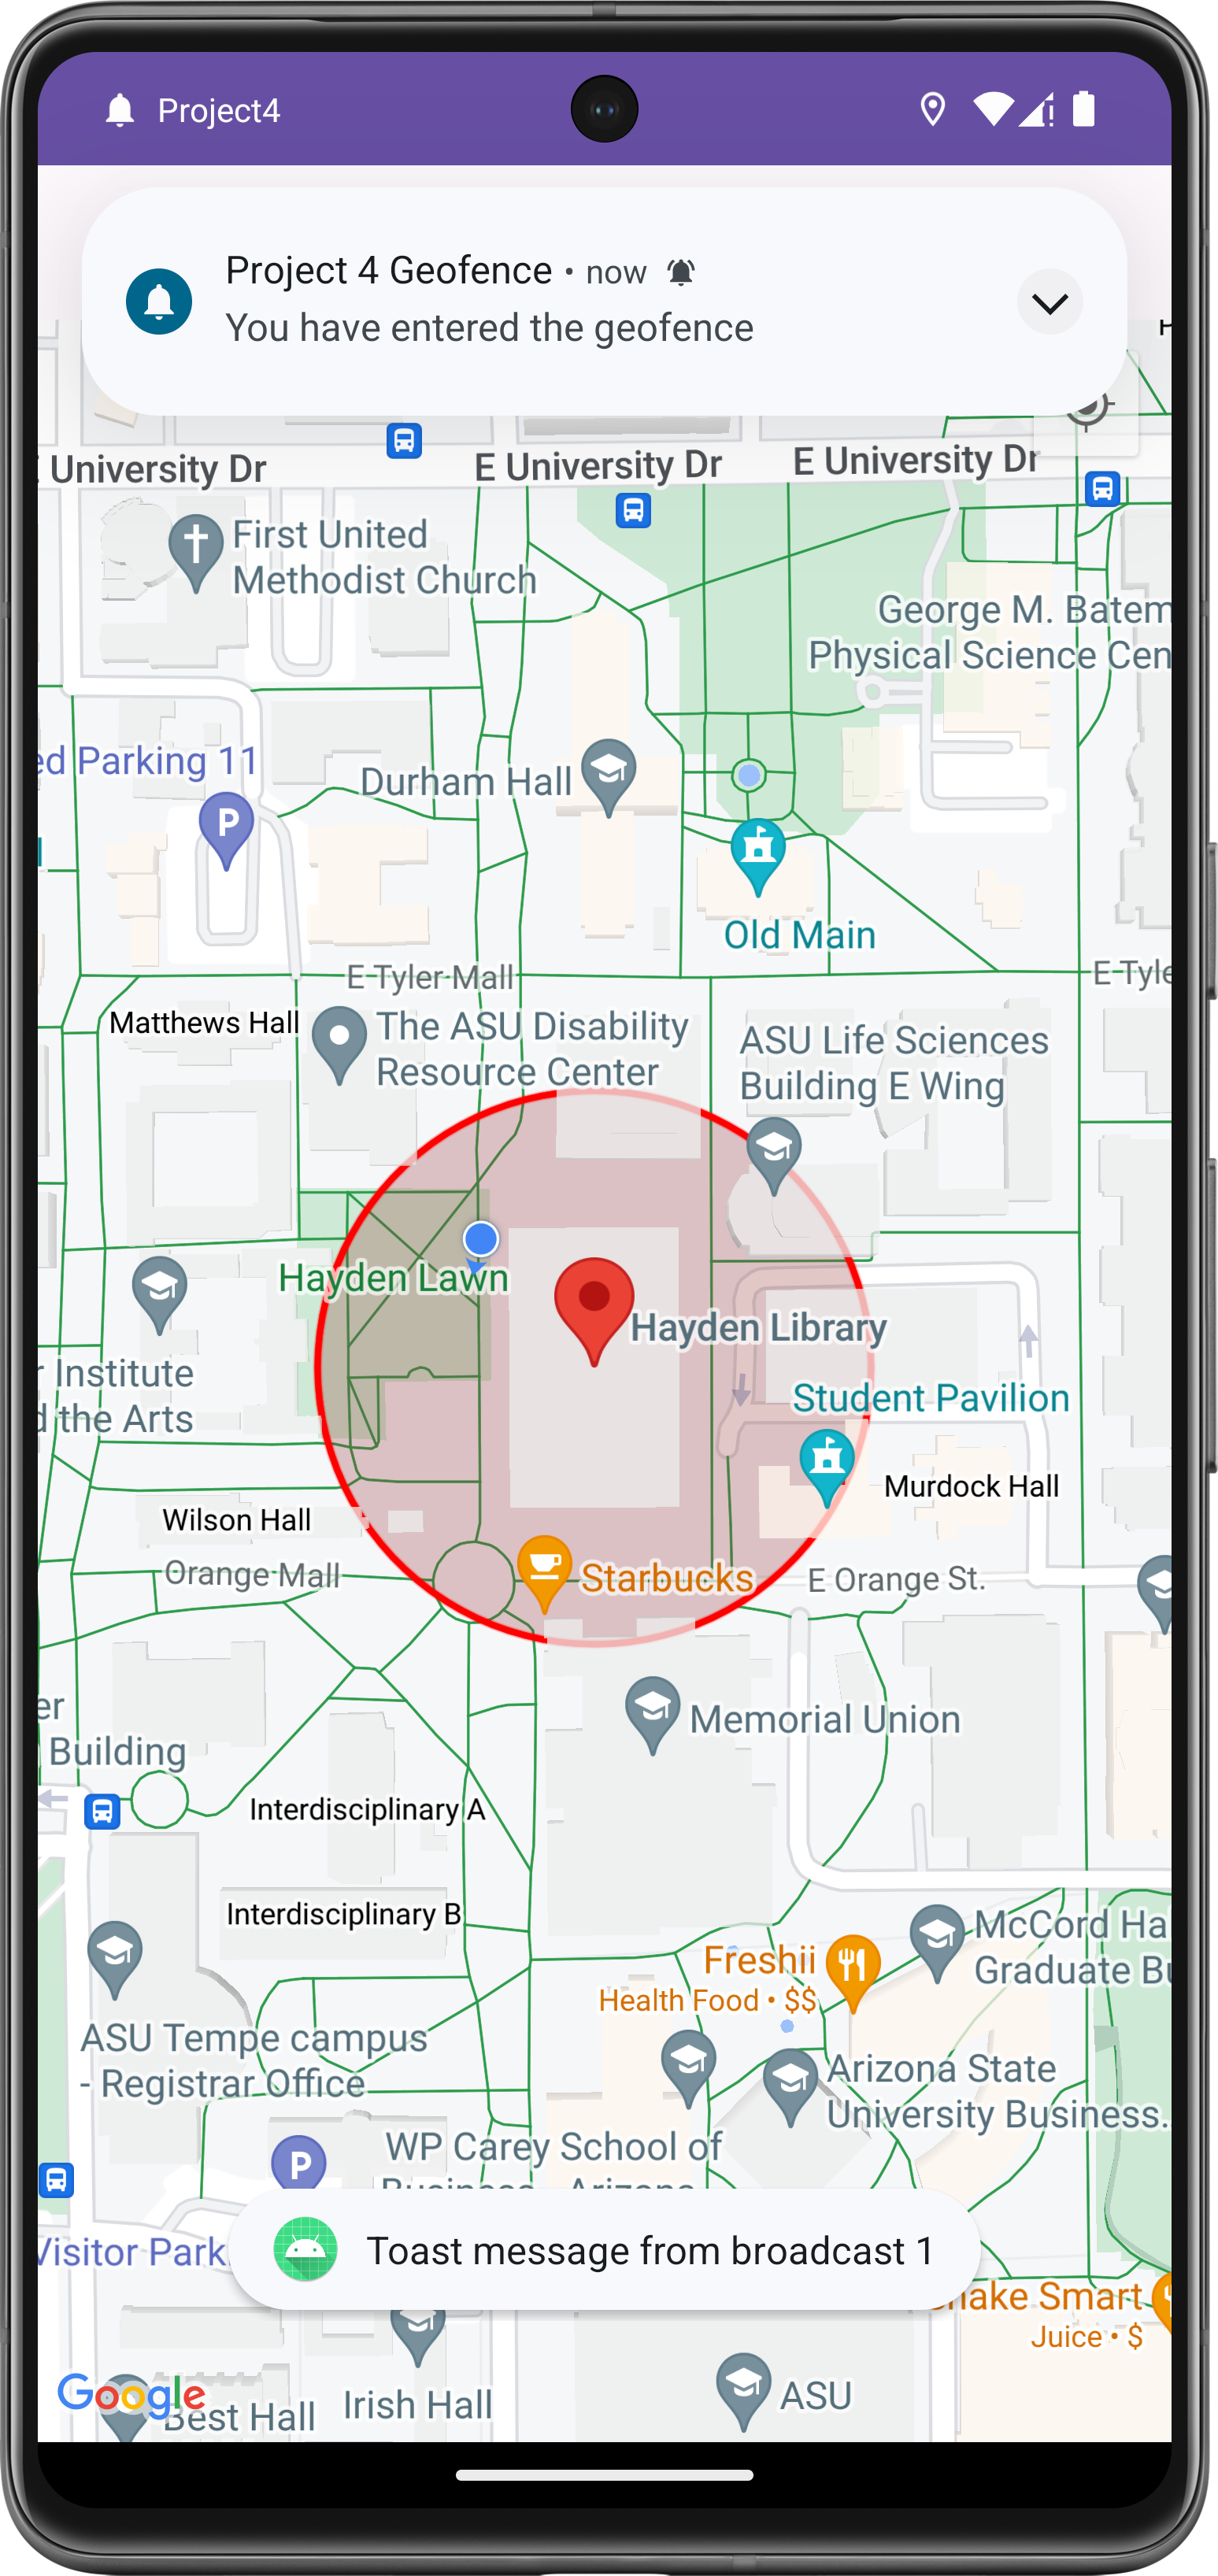 Project4
Project 4 Geofence • now
You have entered the geofence
E University Dr
E University Dr
E University Dr
First United
Methodist Church
George M. Batem
Physical Science Cen
ed Parking 11
P
Durham Hall
Old Main
E Tyler Mall
E Tyle
Matthews Hall
The ASU Disability
Resource Center
ASU Life Sciences
Building E Wing
Hayden Lawn
Hayden Library
r Institute
d the Arts
Student Pavilion
Murdock Hall
Wilson Hall
Orange Mall
Starbucks
E Orange St.
er
Building
Memorial Union
Interdisciplinary A
Interdisciplinary B
McCord Ha
Graduate Bu
Freshii
Health Food • $$
ASU Tempe campus
- Registrar Office
Arizona State
University Business...
P
WP Carey School of
Business - Arizona
Visitor Park
Toast message from broadcast 1
hake Smart
Juice • $
Google
Best Hall
Irish Hall
ASU